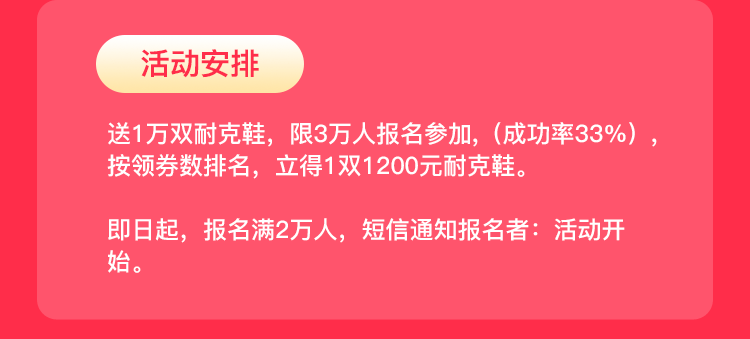 活动安排
送1万双耐克鞋，限3万人报名参加,（成功率33%）,
按领券数排名，立得1双1200元耐克鞋。
即日起，报名满2万人，短信通知报名者：活动开
始。